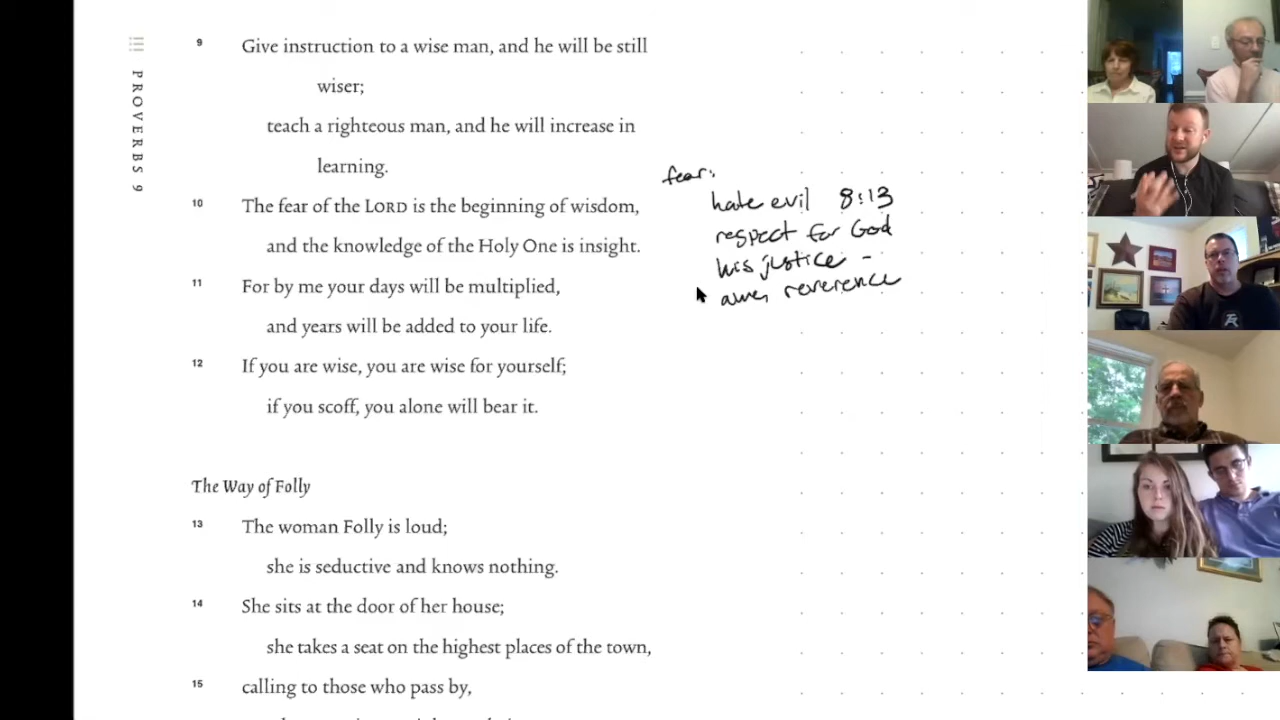 PROVERBS 9
9 Give instruction to a wise man, and he will be still
wiser;
teach a righteous man, and he will increase in
learning.
10 The fear of the LORD is the beginning of wisdom,
and the knowledge of the Holy One is insight.
11 For by me your days will be multiplied,
and years will be added to your life.
12 If you are wise, you are wise for yourself;
if you scoff, you alone will bear it.
The Way of Folly
13 The woman Folly is loud;
she is seductive and knows nothing.
14 She sits at the door of her house;
she takes a seat on the highest places of the town,
15 calling to those who pass by,
fear:
hate evil 8:13
respect for God
his justice -
awe, reverence